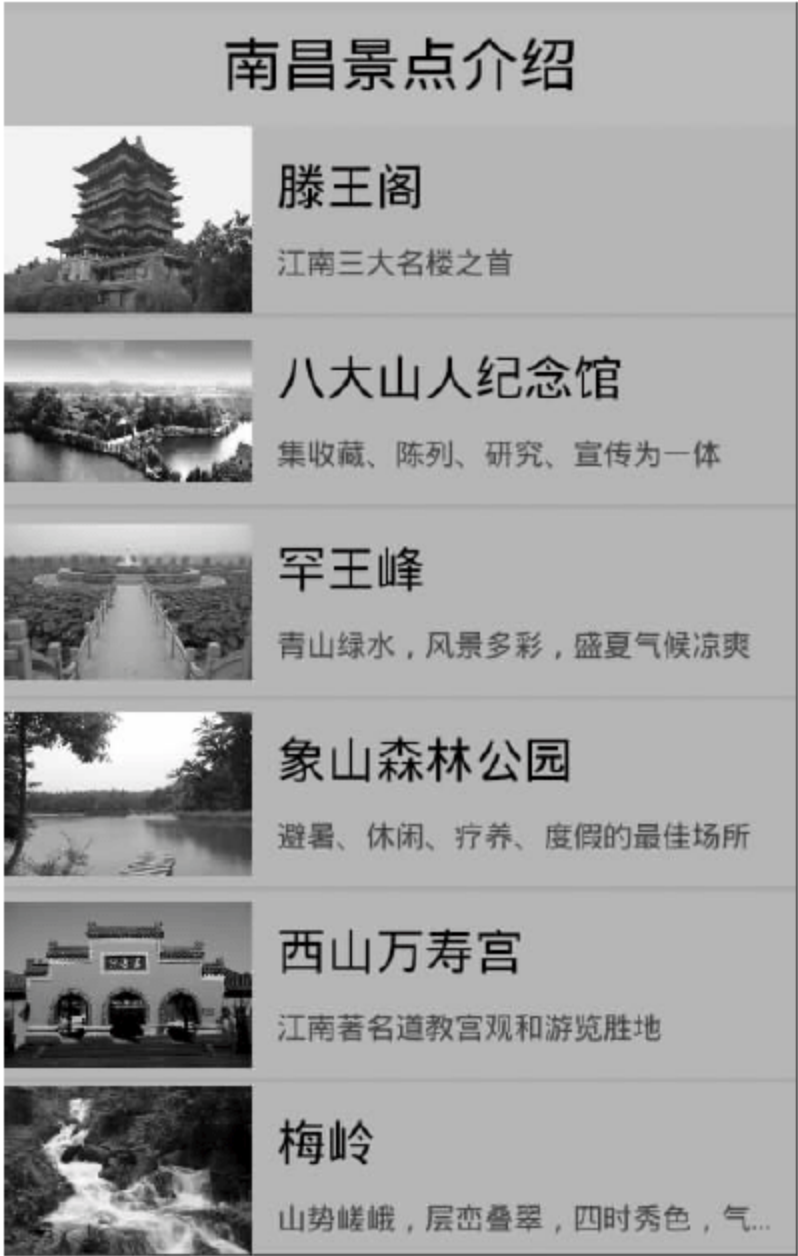 南昌景点介绍
滕王阁
江南三大名楼之首
八大山人纪念馆
集收藏、陈列、研究、宣传为一体
罕王峰
青山绿水，风景多彩，盛夏气候凉爽
象山森林公园
避暑、休闲、疗养、度假的最佳场所
西山万寿宫
江南著名道教宫观和游览胜地
梅岭
山势嵯峨，层峦叠翠，四时秀色，气...